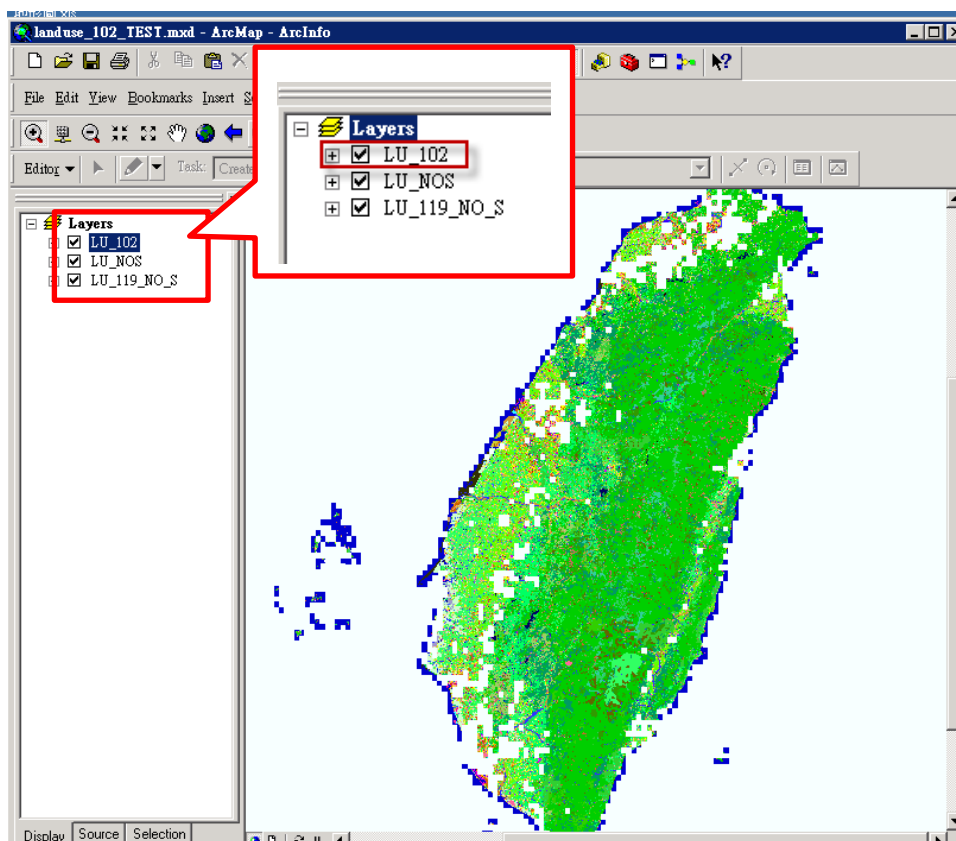 landuse_102_TEST.mxd - ArcMap - ArcInfo
File Edit View Bookmarks Insert
Editor Task:
Layers
LU_102
LU_NOS
LU_119_NO_S
Layers
LU_102
LU_NOS
LU_119_NO_S
Display Source Selection